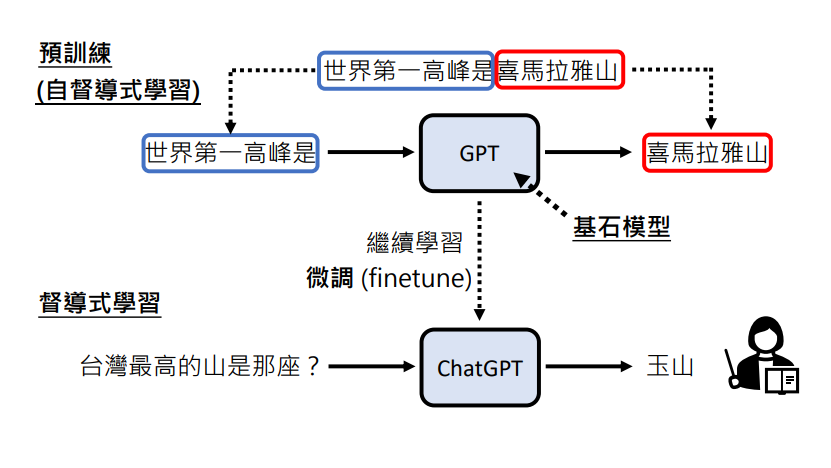 預訓練
(自督導式學習)
世界第一高峰是喜馬拉雅山
世界第一高峰是
GPT
喜馬拉雅山
基石模型
繼續學習
微調 (finetune)
督導式學習
台灣最高的山是那座？
ChatGPT
玉山